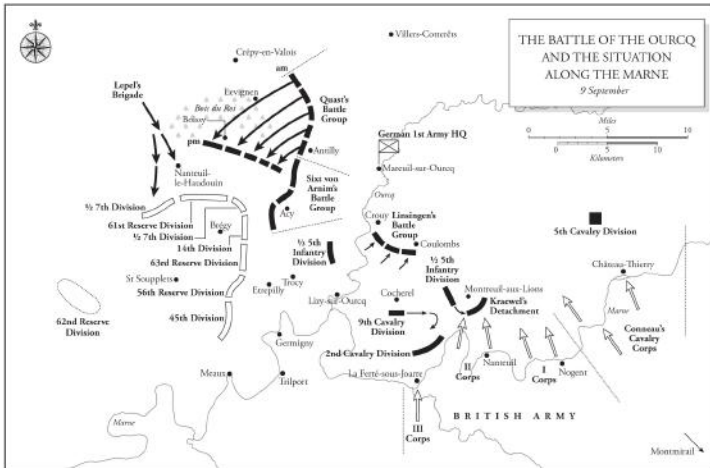 THE BATTLE OF THE OURCQ
AND THE SITUATION
ALONG THE MARNE
9 September
Miles
0
10
0
5
10
Kilometers
Villers-Cotterêts
Crépy-en-Valois
am
Lepel's
Brigade
Bois du Roi
pm
Quast's
Battle
Group
Antilly
German 1st Army HQ
Mareuil-sur-Ourcq
Ourcq
Nanteuil-
le-Haudouin
Sixt von
Arnim's
Battle
Group
½ 7th Division
61st Reserve Division
½ 7th Division
Brégy
14th Division
63rd Reserve Division
Acy
Crouy
Linsingen's
Battle
Group
Coulombs
5th Cavalry Division
⅓ 5th
Infantry
Division
½ 5th
Infantry
Division
Château-Thierry
St Soupplers
56th Reserve Division
Etrepilly
Trocy
Lizy-sur-Ourcq
Cocherel
Montreuil-aux-Lions
Kraewel's
Detachment
Marne
62nd Reserve
Division
45th Division
Germigny
9th Cavalry
Division
2nd Cavalry Division
Conneau's
Cavalry
Corps
II
Corps
Nanteuil
I
Corps
Nogent
Meaux
Trilport
La Ferté-sous-Jouarre
III
Corps
BRITISH ARMY
Marne
Montmirail